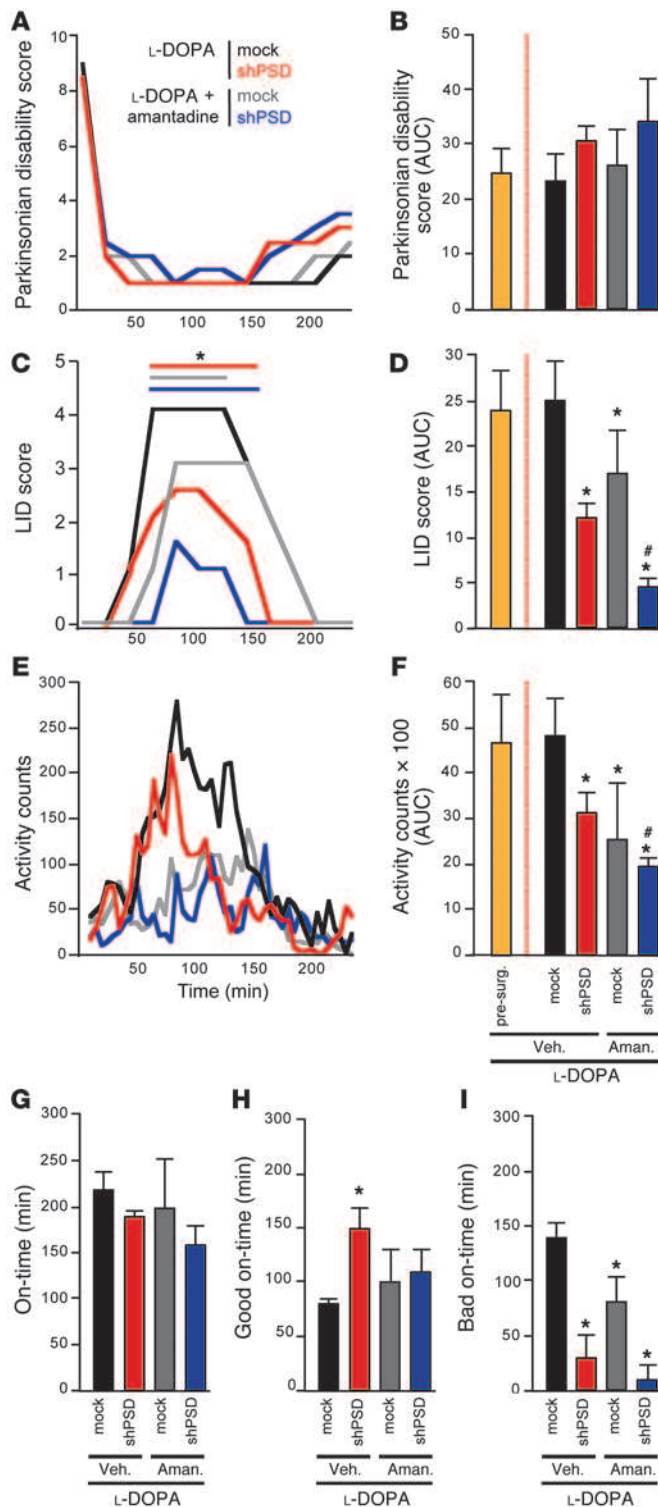 A
Parkinsonian disability score
10
8
6
4
2
0
50 100 150 200
L-DOPA mock
shPSD
L-DOPA + mock
amantadine shPSD
B
Parkinsonian disability
score (AUC)
50
40
30
20
10
0
C
LID score
5
4
3
2
1
0
50 100 150 200
*
D
LID score (AUC)
30
25
20
15
10
5
0
* * # *
E
Activity counts
300
250
200
150
100
50
0
50 100 150 200
Time (min)
F
Activity counts × 100
(AUC)
60
50
40
30
20
10
0
* * # *
pre-surg. mock shPSD mock shPSD
Veh. Aman.
L-DOPA
G
On-time (min)
300
250
200
150
100
50
0
mock shPSD mock shPSD
Veh. Aman.
L-DOPA
H
Good on-time (min)
300
200
150
100
50
0
*
mock shPSD mock shPSD
Veh. Aman.
L-DOPA
I
Bad on-time (min)
300
200
100
50
0
* * *
mock shPSD mock shPSD
Veh. Aman.
L-DOPA